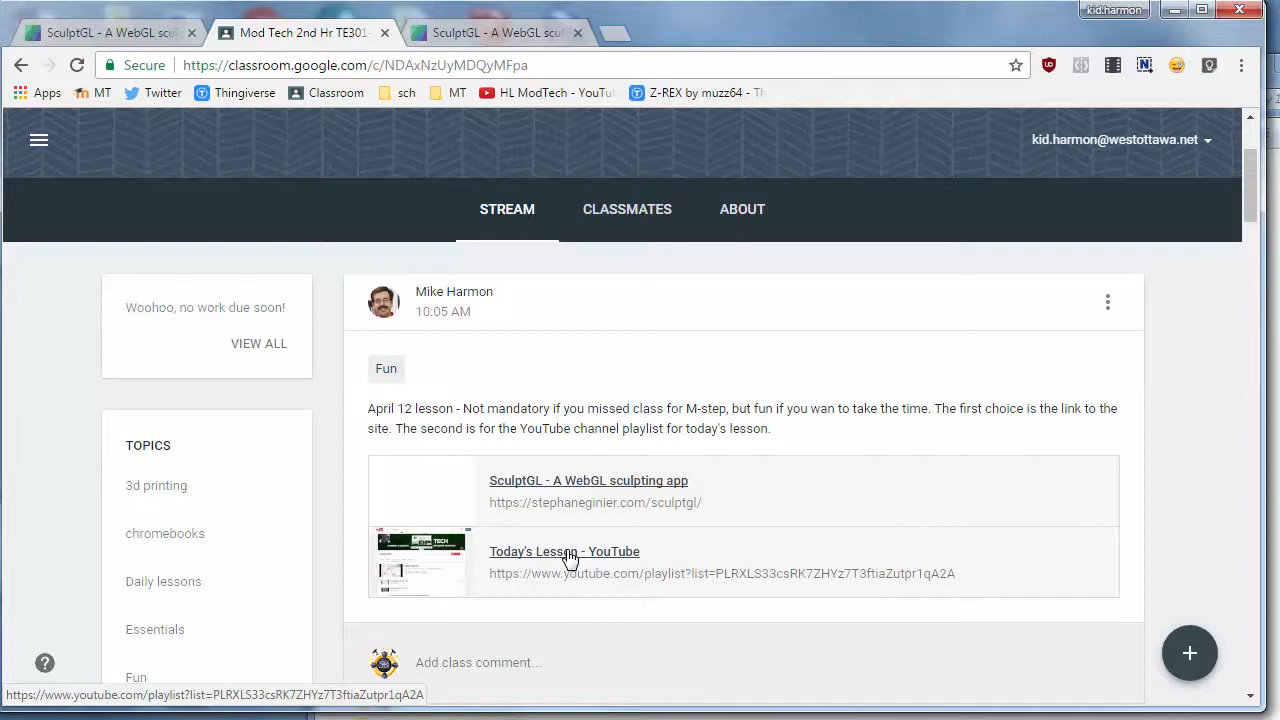 kid.harmon
SculptGL - A WebGL scul
Mod Tech 2nd Hr TE301-
SculptGL - A WebGL scul
Secure
https://classroom.google.com/c/NDAxNzUyMDQyMFpa
Apps
MT
Twitter
Thingiverse
Classroom
sch
MT
HL ModTech - YouTu
Z-REX by muzz64 - Th
kid.harmon@westottawa.net
STREAM
CLASSMATES
ABOUT
Woohoo, no work due soon!
VIEW ALL
TOPICS
3d printing
chromebooks
Daily lessons
Essentials
Fun
Mike Harmon
10:05 AM
Fun
April 12 lesson - Not mandatory if you missed class for M-step, but fun if you wan to take the time. The first choice is the link to the
site. The second is for the YouTube channel playlist for today's lesson.
SculptGL - A WebGL sculpting app
https://stephaneginier.com/sculptgl/
Today's Lesson - YouTube
https://www.youtube.com/playlist?list=PLRXLS33csRK7ZHYz7T3ftiaZutpr1qA2A
Add class comment...
https://www.youtube.com/playlist?list=PLRXLS33csRK7ZHYz7T3ftiaZutpr1qA2A